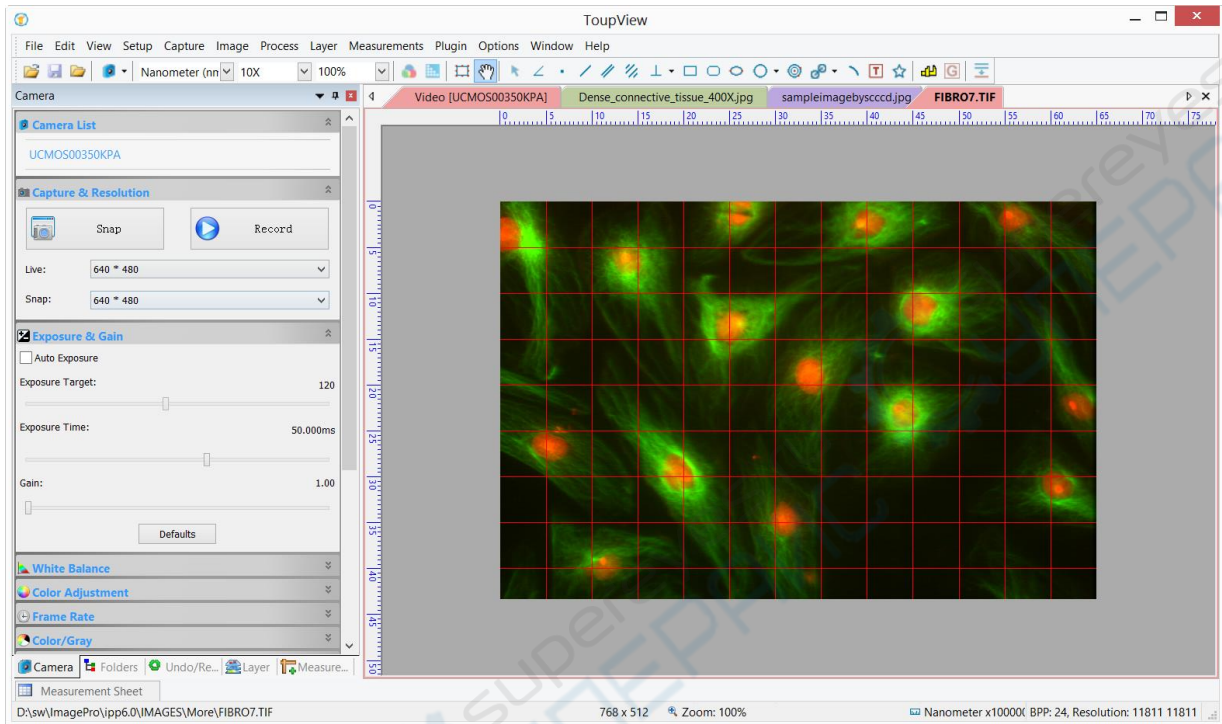 ToupView
File Edit View Setup Capture Image Process Layer Measurements Plugin Options Window Help
Nanometer (nn 10X 100%
Camera
Video [UCMOS00350KPA] Dense_connective_tissue_400X.jpg sampleimagebyscccd.jpg FIBRO7.TIF
0 5 10 15 20 25 30 35 40 45 50 55 60 65 70 75
Camera List
UCMOS00350KPA
Capture & Resolution
Snap Record
Live: 640 * 480
Snap: 640 * 480
Exposure & Gain
Auto Exposure
Exposure Target: 120
Exposure Time: 50.000ms
Gain: 1.00
Defaults
White Balance
Color Adjustment
Frame Rate
Color/Gray
0
5
10
15
20
25
30
35
40
45
50
Camera Folders Undo/Re... Layer Measure...
Measurement Sheet
D:\sw\ImagePro\ipp6.0\IMAGES\More\FIBRO7.TIF 768 x 512 Zoom: 100% Nanometer x10000( BPP: 24, Resolution: 11811 11811
supereyes
supereyes